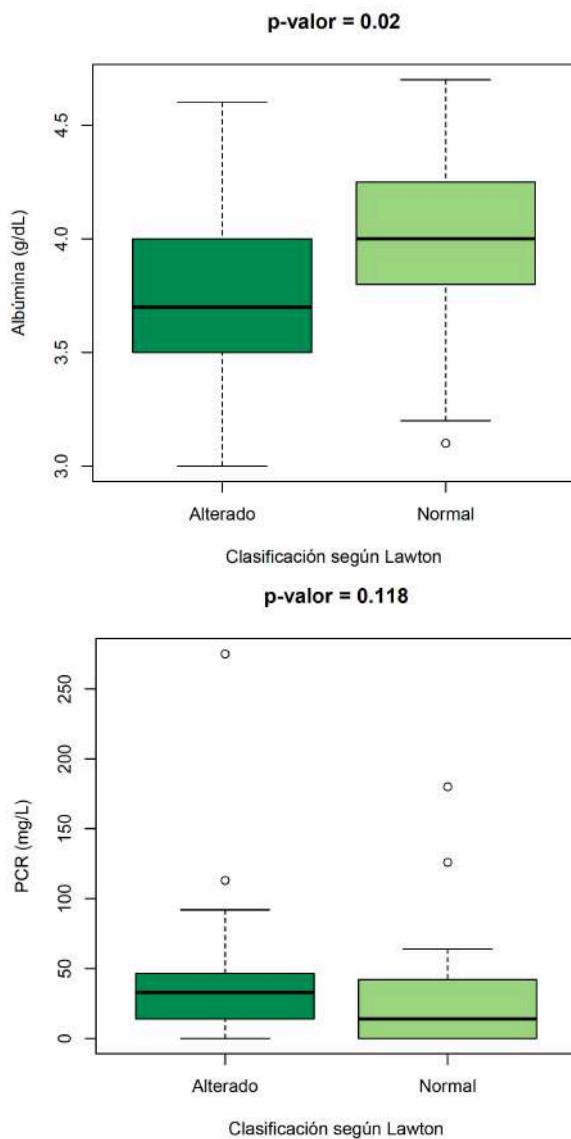 p-valor = 0.02
Albúmina (g/dL)
4.5
4.0
3.5
3.0
Alterado Normal
Clasificación según Lawton
p-valor = 0.118
PCR (mg/L)
250
200
150
100
50
0
Alterado Normal
Clasificación según Lawton